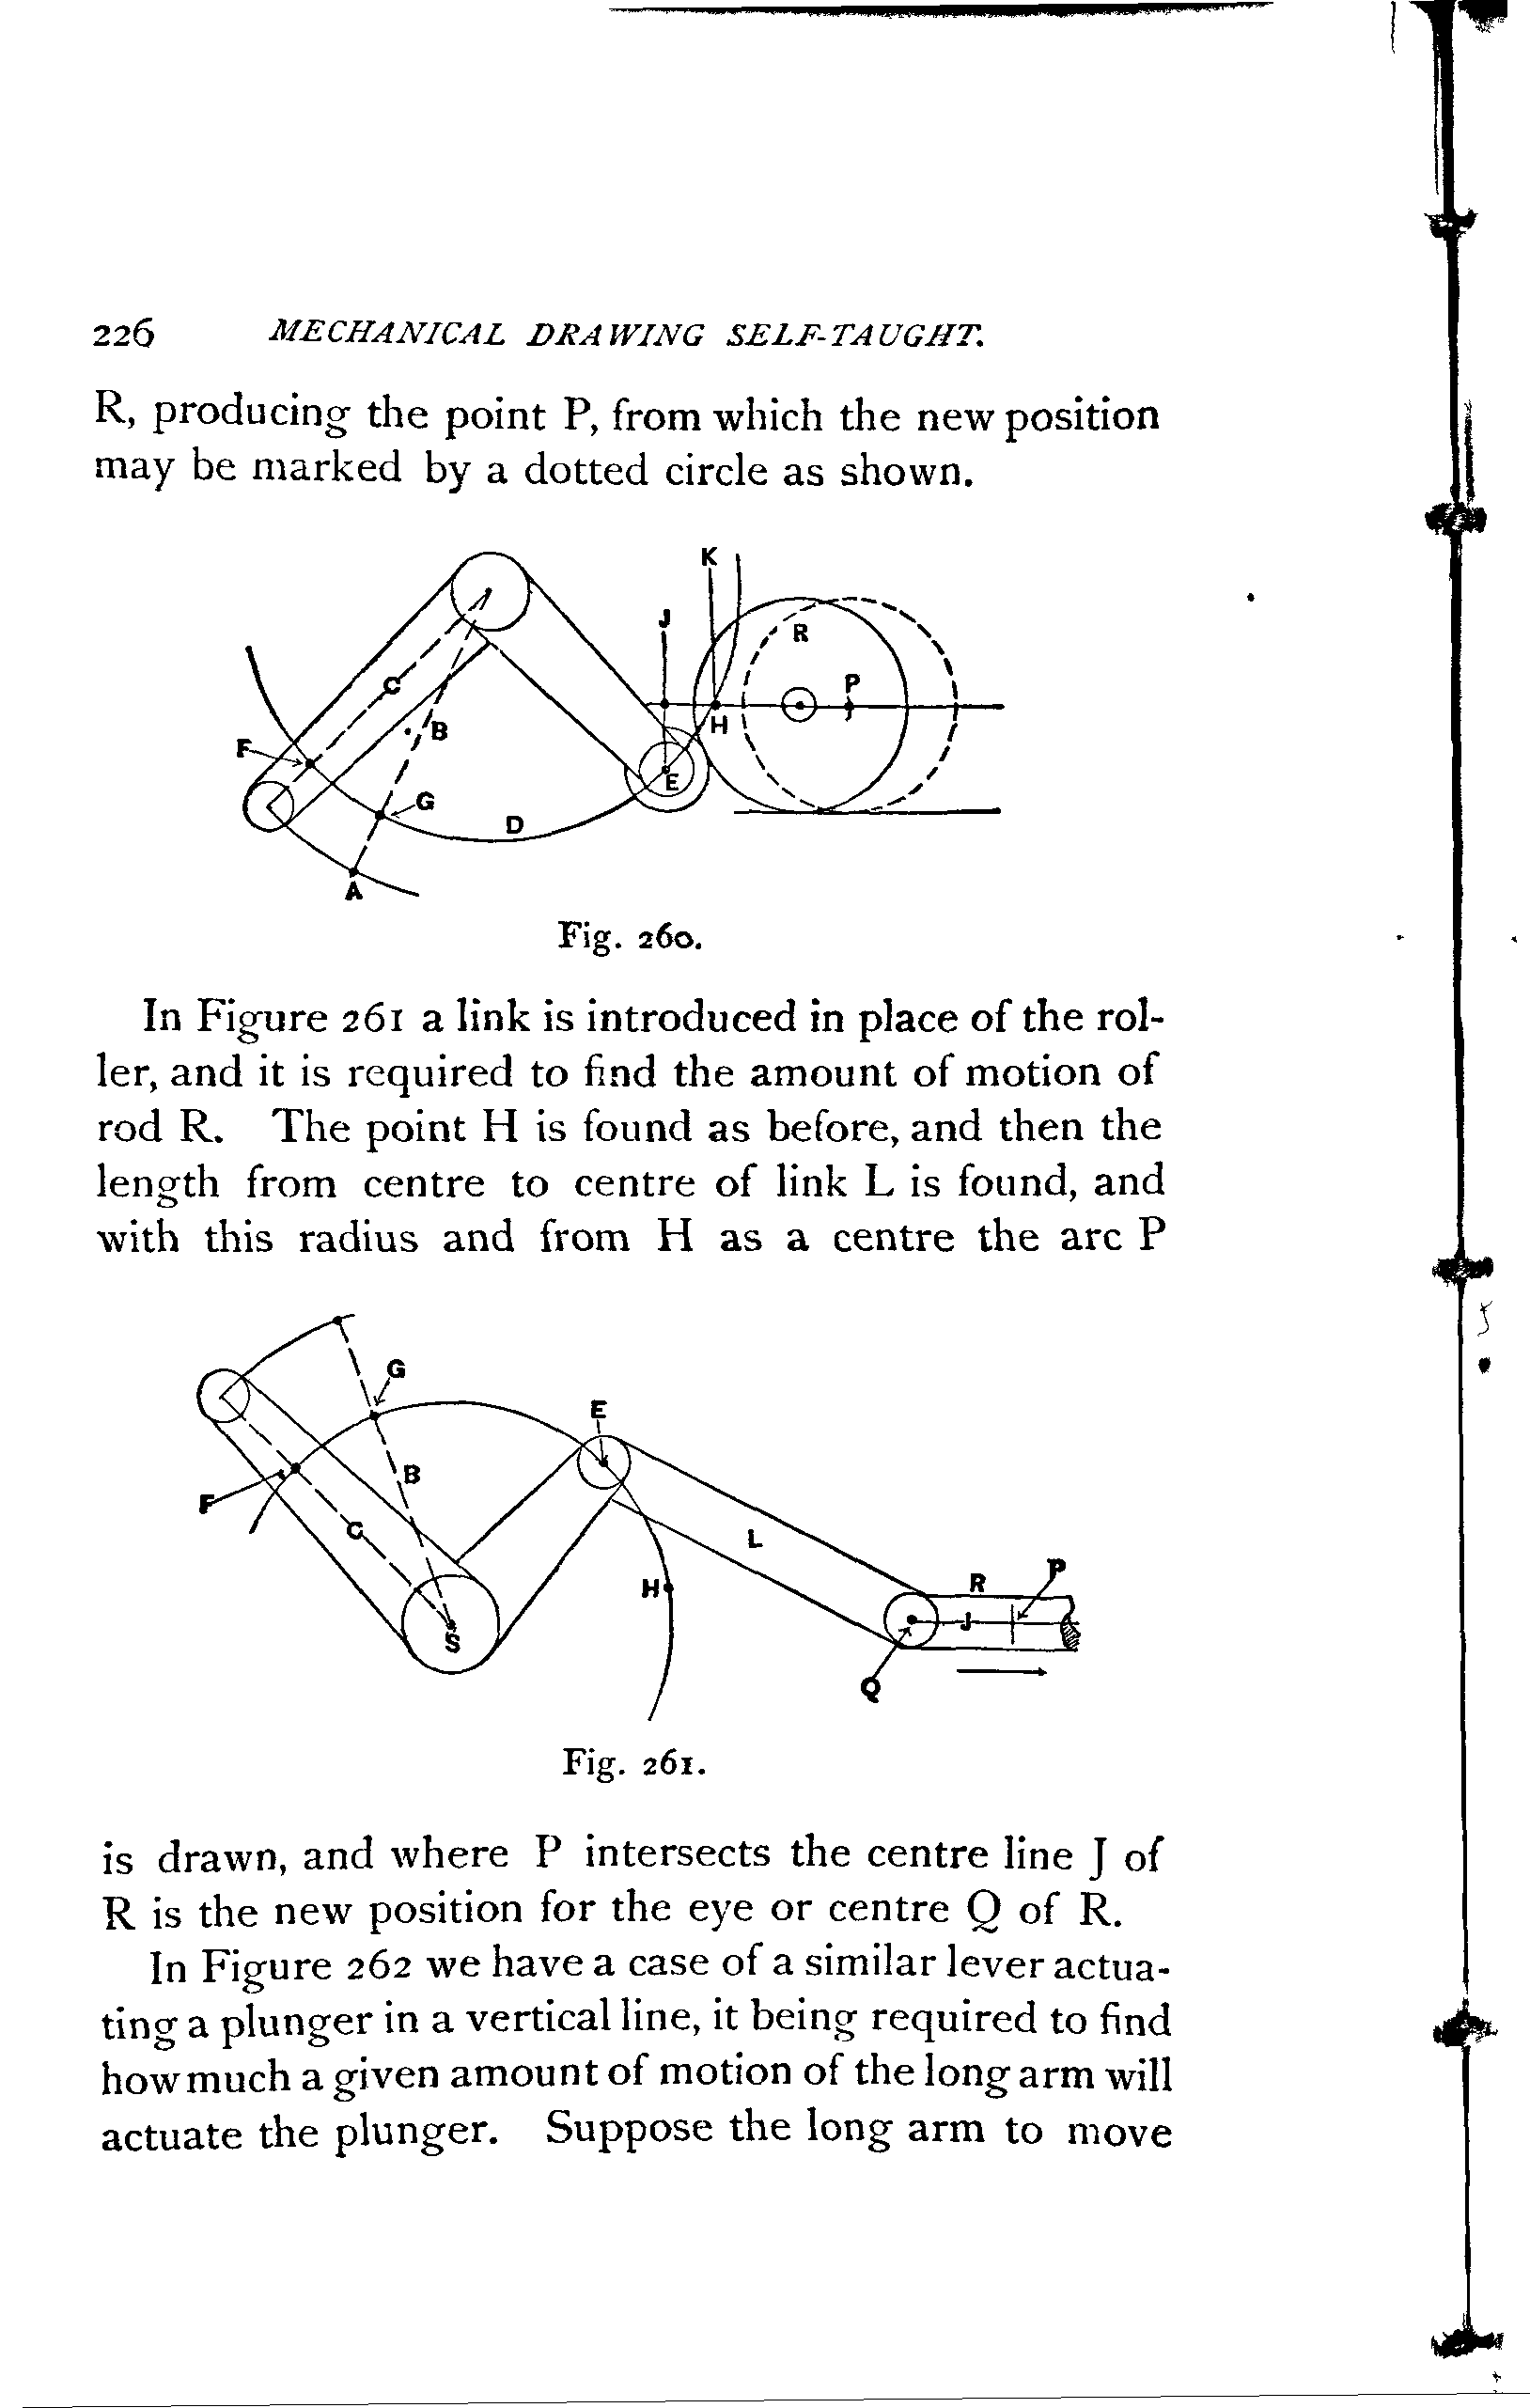 226 MECHANICAL DRAWING SELF-TAUGHT.
R, producing the point P, from which the new position
may be marked by a dotted circle as shown.
K
J
R
C
P
H
B
F
E
G
D
A
Fig. 260.
In Figure 261 a link is introduced in place of the rol-
ler, and it is required to find the amount of motion of
rod R. The point H is found as before, and then the
length from centre to centre of link L is found, and
with this radius and from H as a centre the arc P
G
E
B
F
C
L
P
R
H
J
S
Q
Fig. 261.
is drawn, and where P intersects the centre line J of
R is the new position for the eye or centre Q of R.
In Figure 262 we have a case of a similar lever actua-
ting a plunger in a vertical line, it being required to find
how much a given amount of motion of the long arm will
actuate the plunger. Suppose the long arm to move